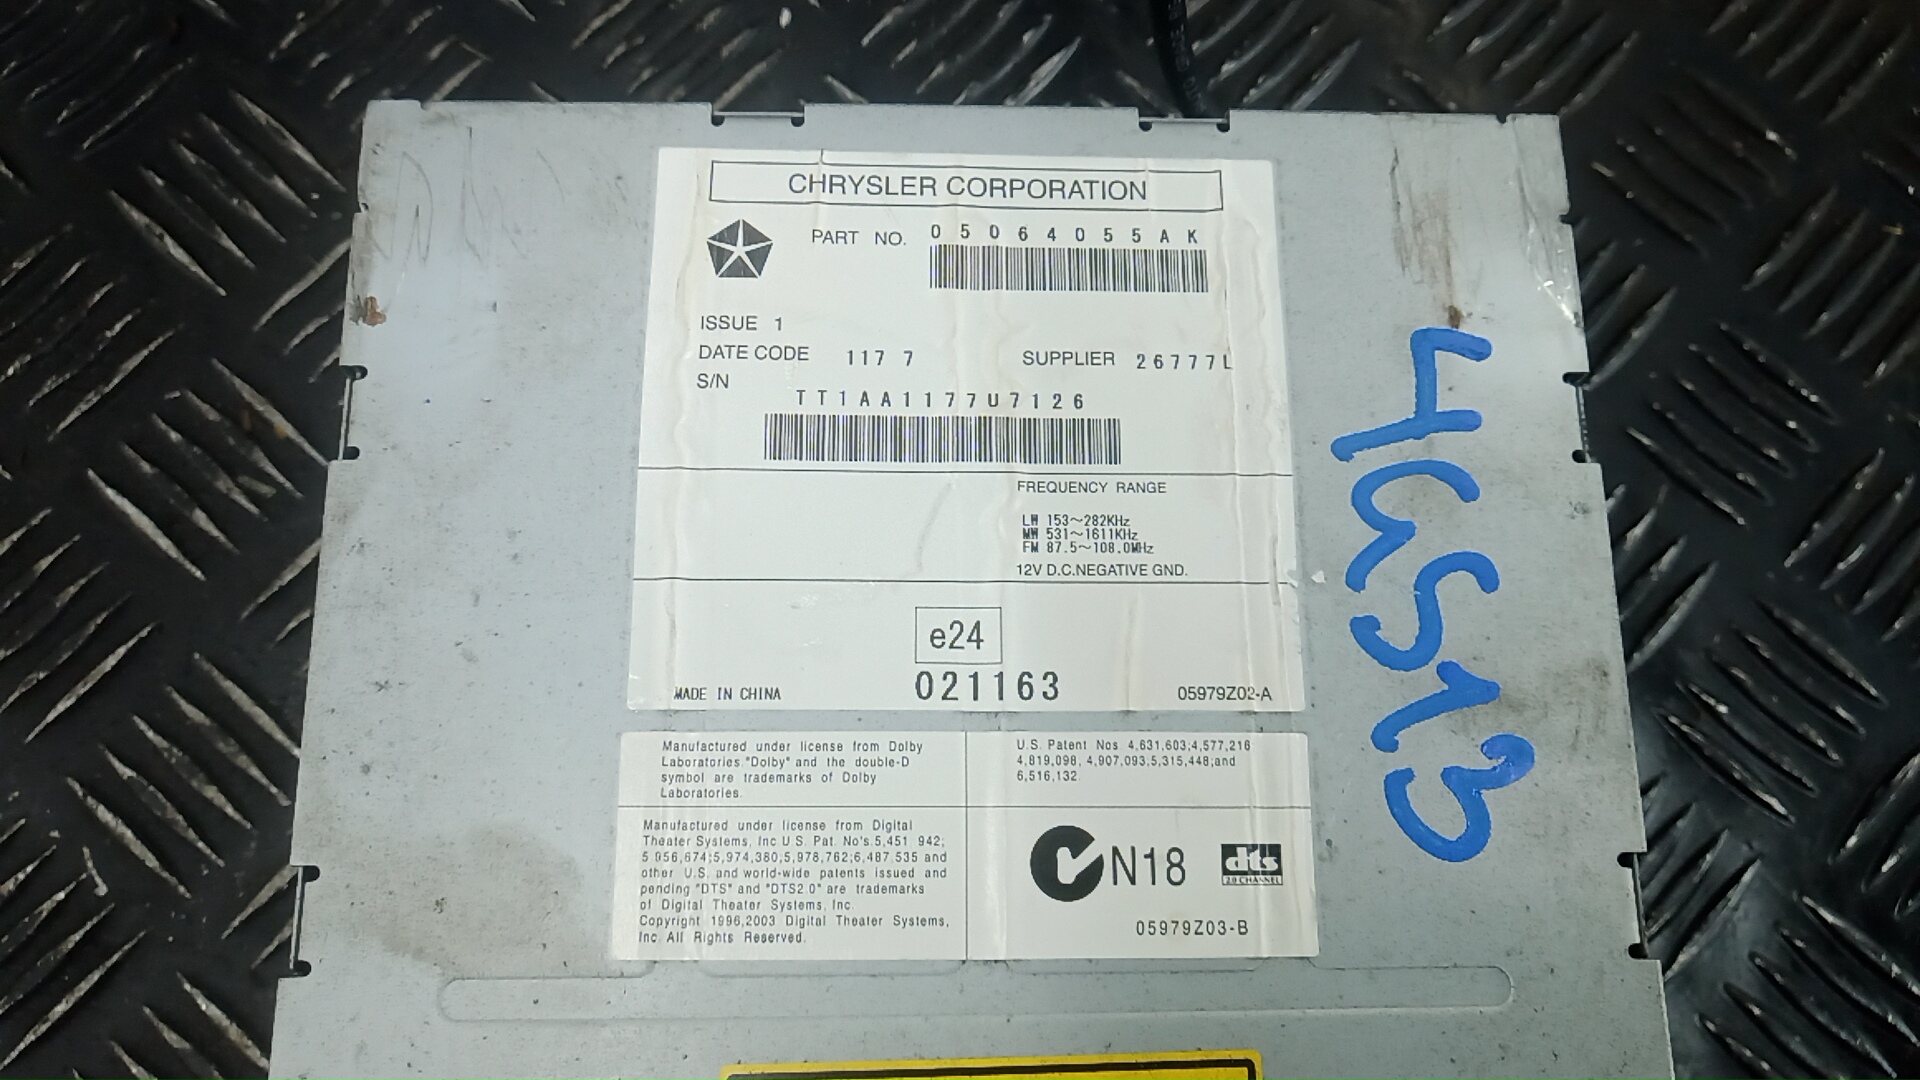 CHRYSLER CORPORATION
PART NO. 05064055AK
ISSUE 1
DATE CODE 117 7 SUPPLIER 26777L
S/N
TT1AA1177U7126
FREQUENCY RANGE
LW 153~282KHz
MW 531~1611KHz
FM 87.5~108.0MHz
12V D.C.NEGATIVE GND.
e24
021163
MADE IN CHINA
05979Z02-A
Manufactured under license from Dolby
Laboratories."Dolby" and the double-D
symbol are trademarks of Dolby
Laboratories.
U.S. Patent Nos 4,631,603;4,577,216
4,819,098, 4,907,093;5,315,448;and
6,516,132.
Manufactured under license from Digital
Theater Systems, Inc U.S. Pat. No's.5,451 942;
5 956,674;5,974,380;5,978,762;6,487 535 and
other U.S. and world-wide patents issued and
pending "DTS" and "DTS2.0" are trademarks
of Digital Theater Systems, Inc.
Copyright 1996,2003 Digital Theater Systems,
Inc. All Rights Reserved.
N18
dts
2.0 CHANNEL
05979Z03-B